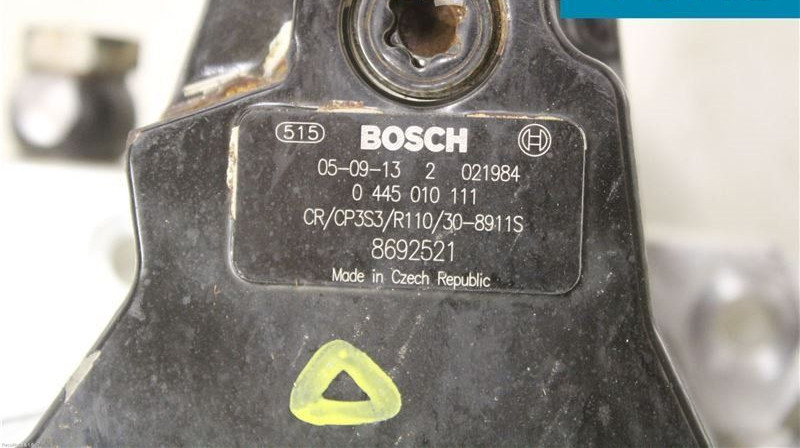 515 BOSCH
05-09-13 2 021984
0 445 010 111
CR/CP3S3/R110/30-8911S
8692521
Made in Czech Republic